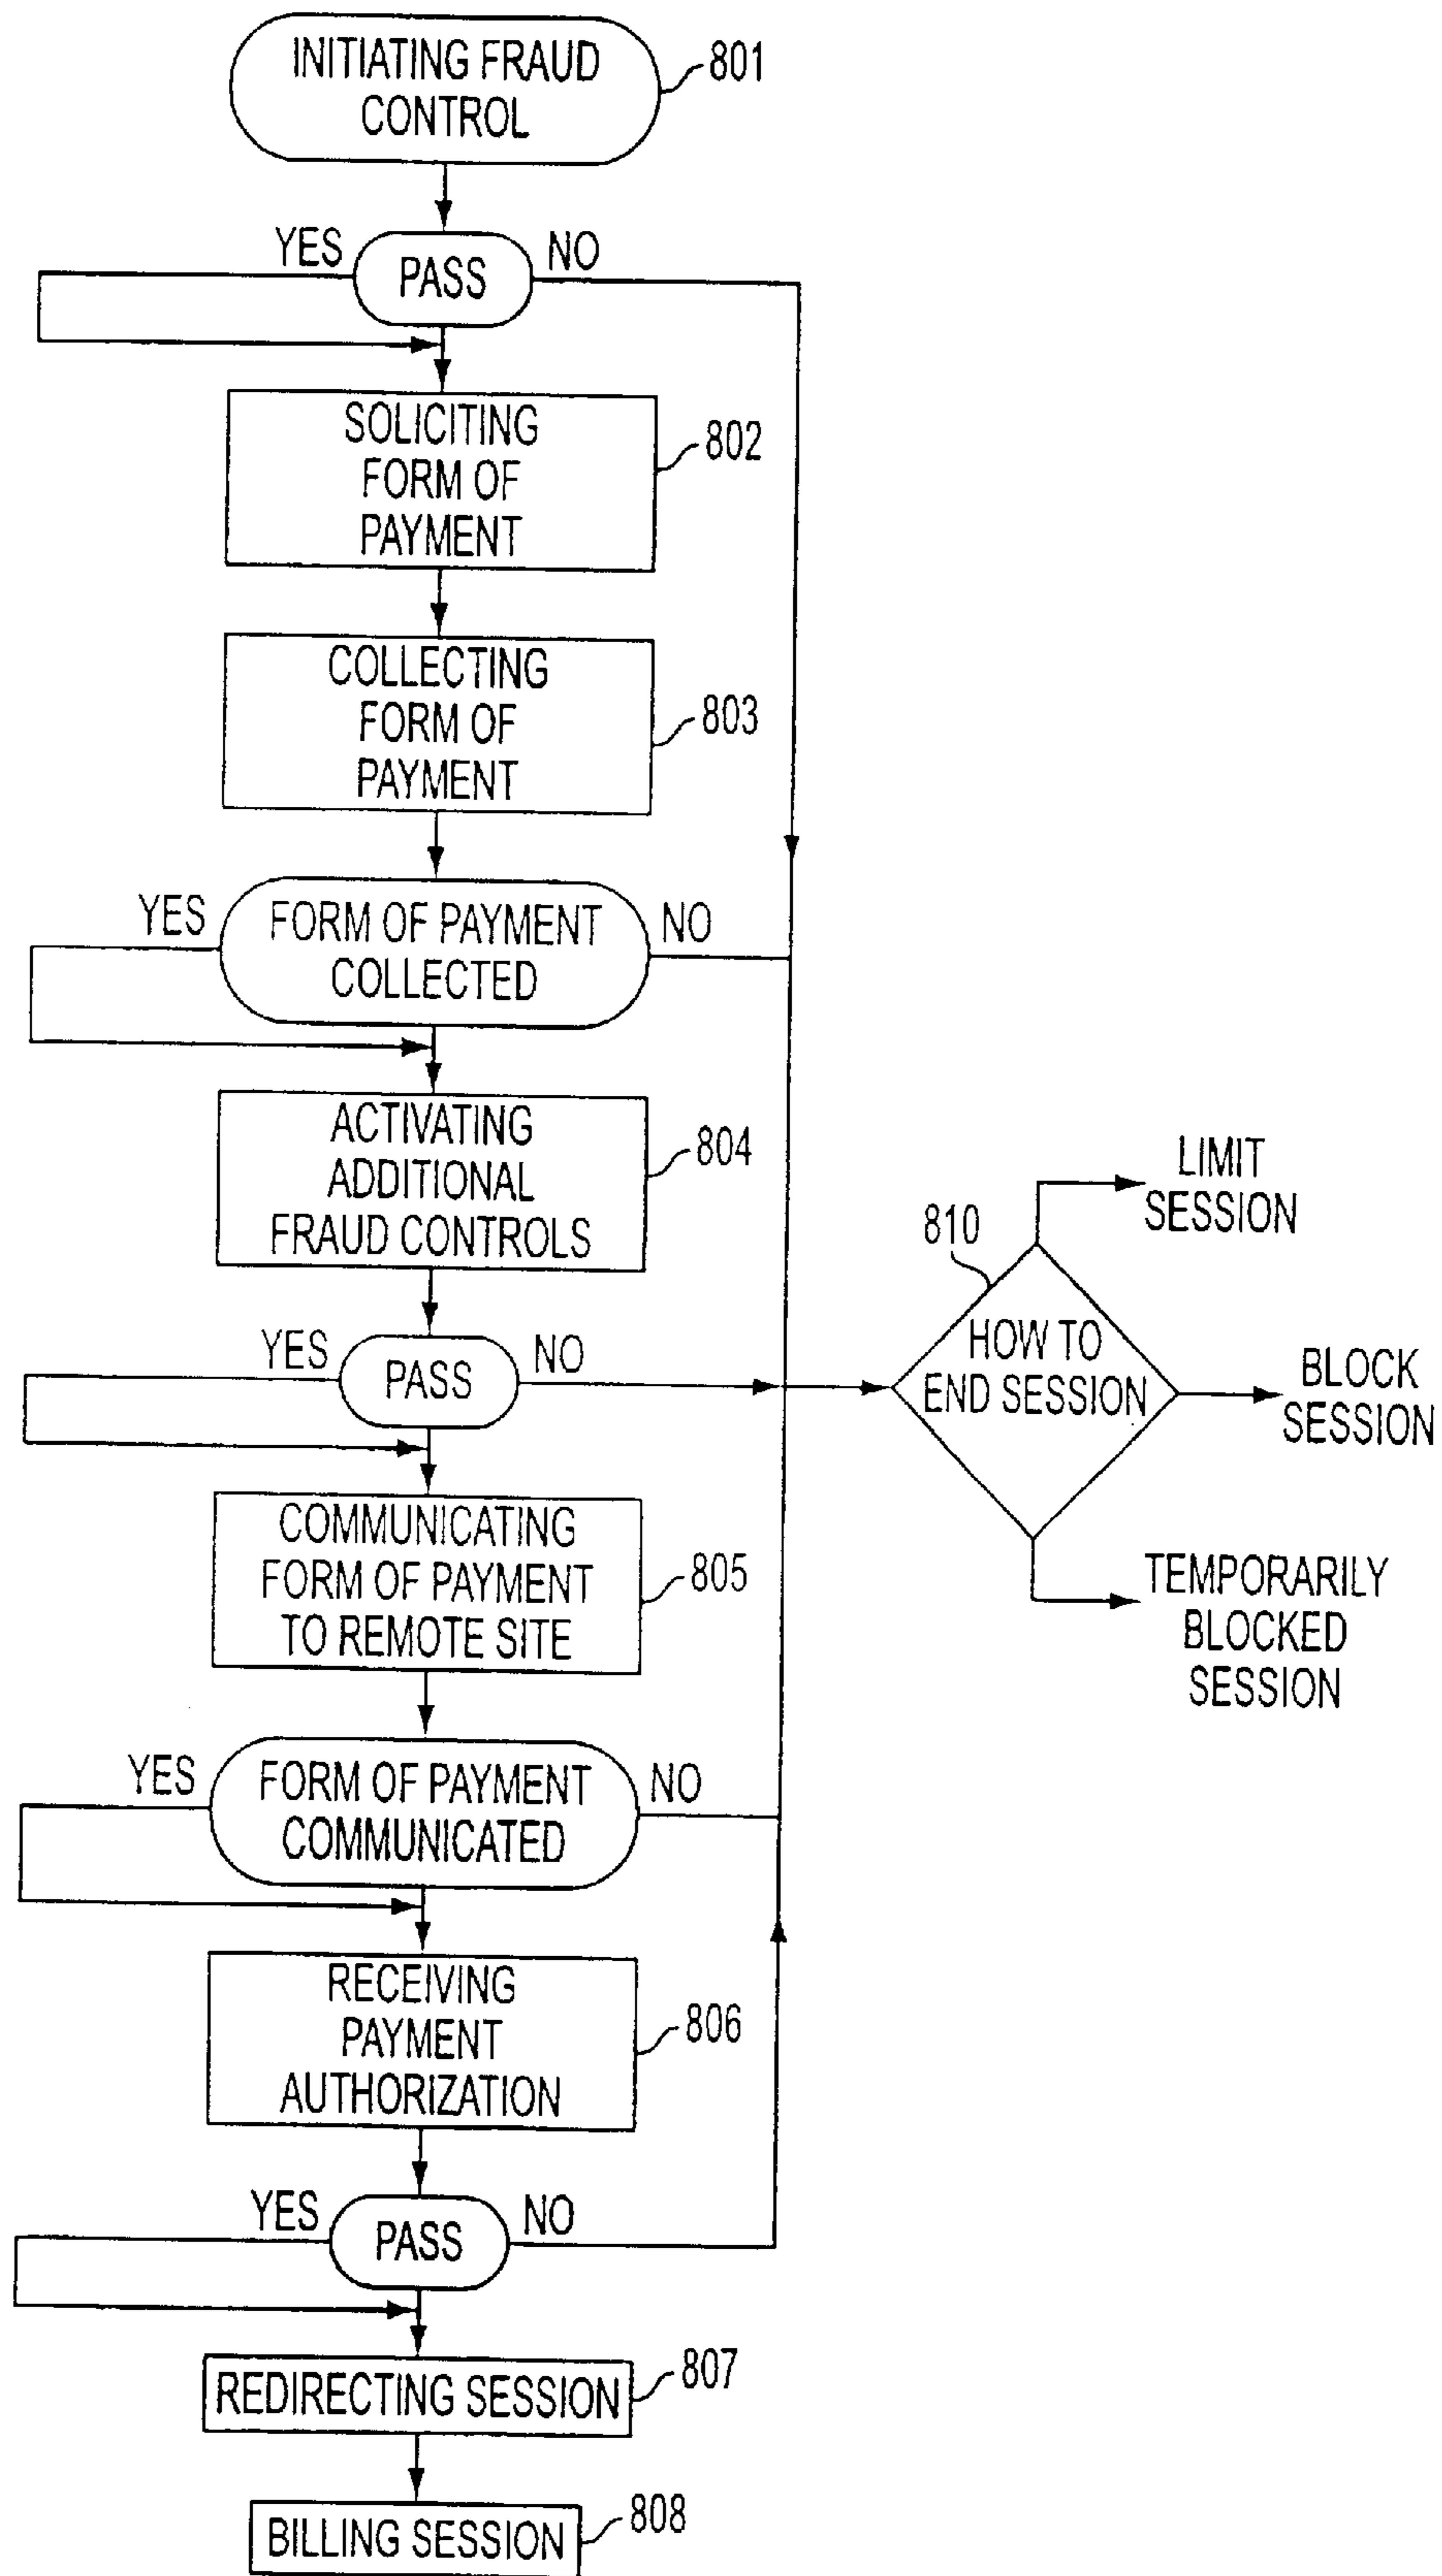 INITIATING FRAUD
CONTROL
801
YES
PASS
NO
SOLICITING
FORM OF
PAYMENT
802
COLLECTING
FORM OF
PAYMENT
803
YES
FORM OF PAYMENT
COLLECTED
NO
ACTIVATING
ADDITIONAL
FRAUD CONTROLS
804
YES
PASS
NO
810
HOW TO
END SESSION
LIMIT
SESSION
BLOCK
SESSION
TEMPORARILY
BLOCKED
SESSION
COMMUNICATING
FORM OF PAYMENT
TO REMOTE SITE
805
YES
FORM OF PAYMENT
COMMUNICATED
NO
RECEIVING
PAYMENT
AUTHORIZATION
806
YES
PASS
NO
REDIRECTING SESSION
807
BILLING SESSION
808